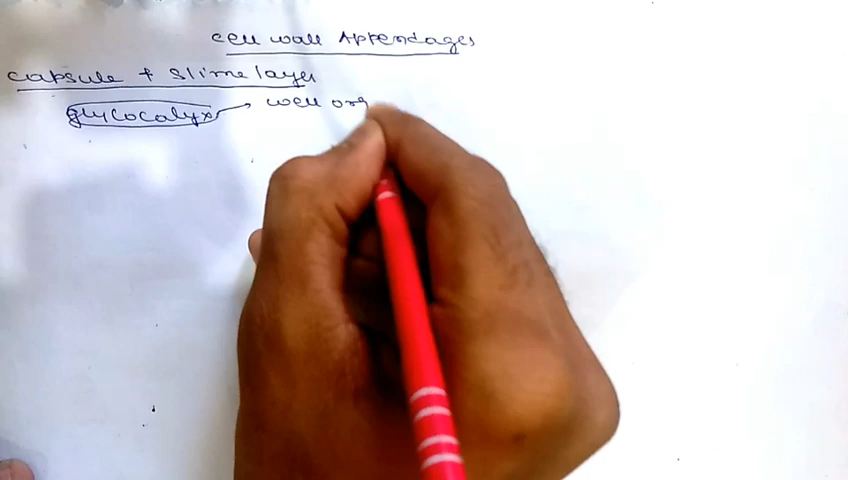 cell wall Appendages
capsule + slime layer
glycocalyx → well org